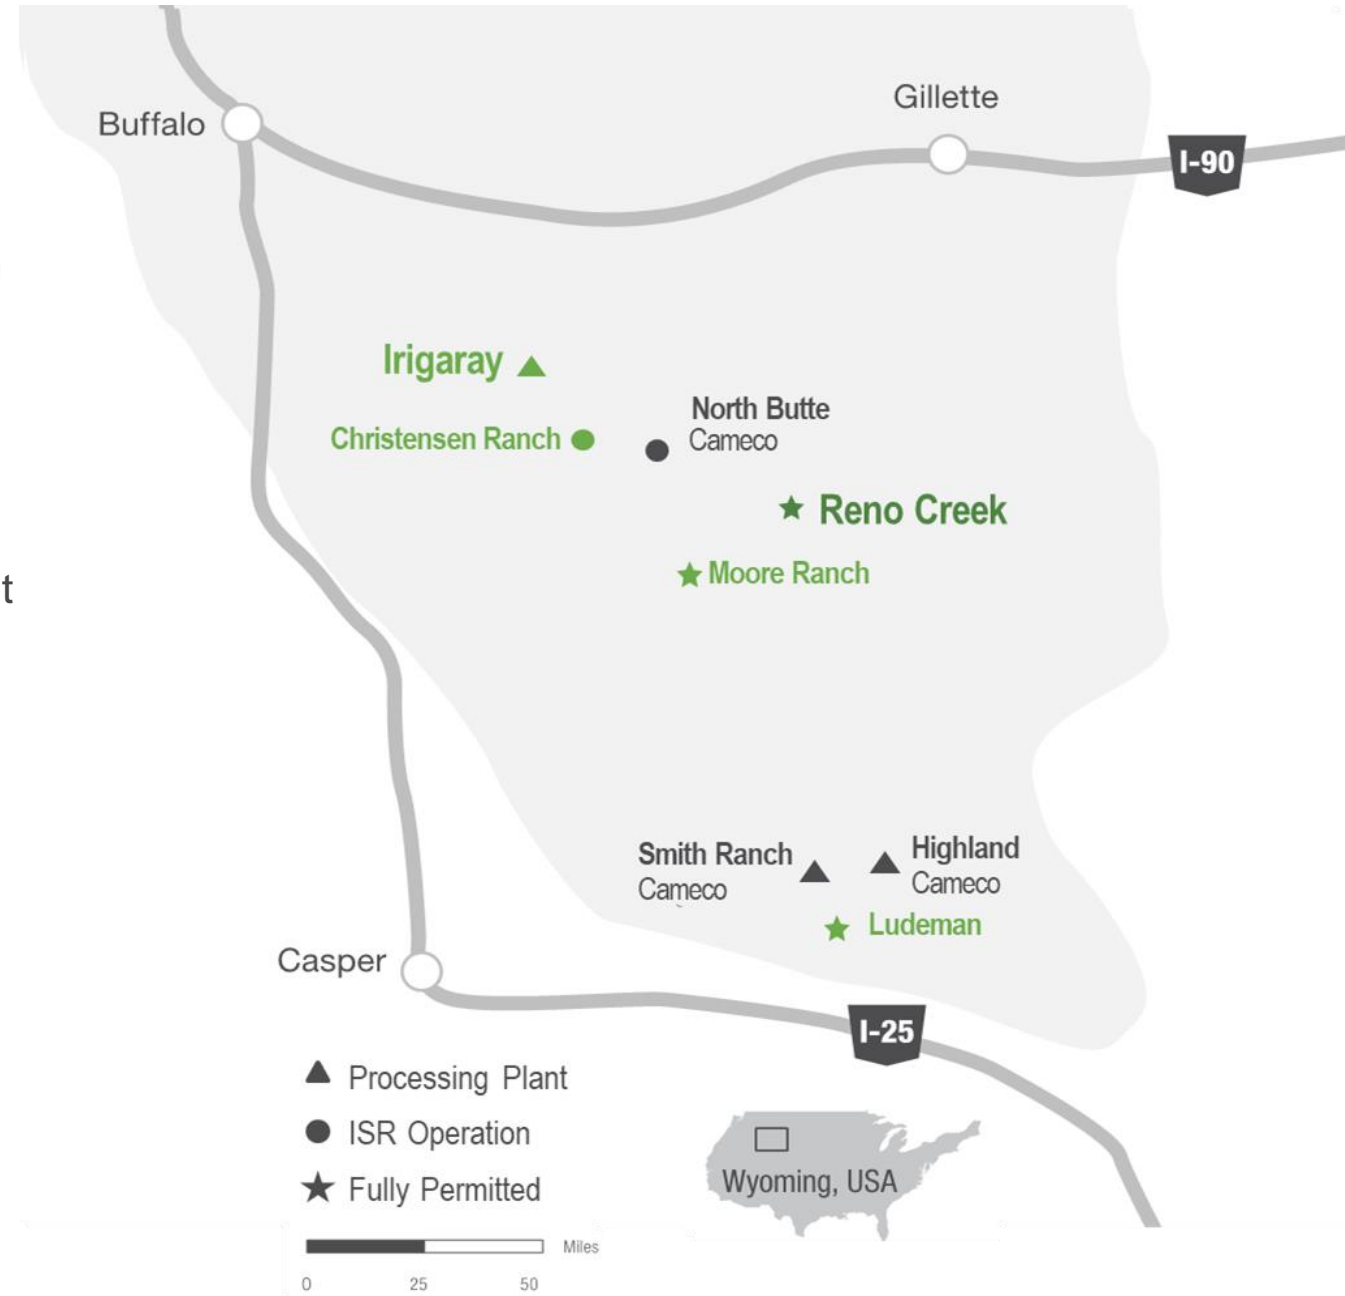 Gillette
Buffalo
I-90
Irigaray
North Butte
Christensen Ranch
Cameco
Reno Creek
t
Moore Ranch
Smith Ranch
Highland
Cameco
Cameco
Ludeman
Casper
I-25
Processing Plant
ISR Operation
Fully Permitted
Wyoming, USA
Miles
0 25 50